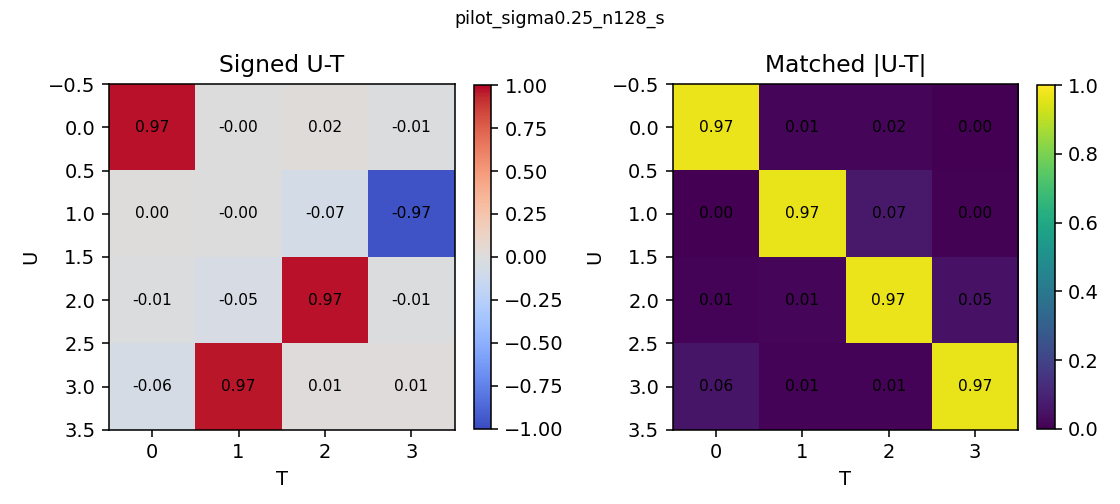 pilot_sigma0.25_n128_s
Signed U-T
−0.5
0.0
0.5
1.0
1.5
2.0
2.5
3.0
3.5
U
0.97 -0.00 0.02 -0.01
0.00 -0.00 -0.07 -0.97
-0.01 -0.05 0.97 -0.01
-0.06 0.97 0.01 0.01
0 1 2 3
T
1.00
0.75
0.50
0.25
0.00
−0.25
−0.50
−0.75
−1.00
Matched |U-T|
−0.5
0.0
0.5
1.0
1.5
2.0
2.5
3.0
3.5
U
0.97 0.01 0.02 0.00
0.00 0.97 0.07 0.00
0.01 0.01 0.97 0.05
0.06 0.01 0.01 0.97
0 1 2 3
T
1.0
0.8
0.6
0.4
0.2
0.0